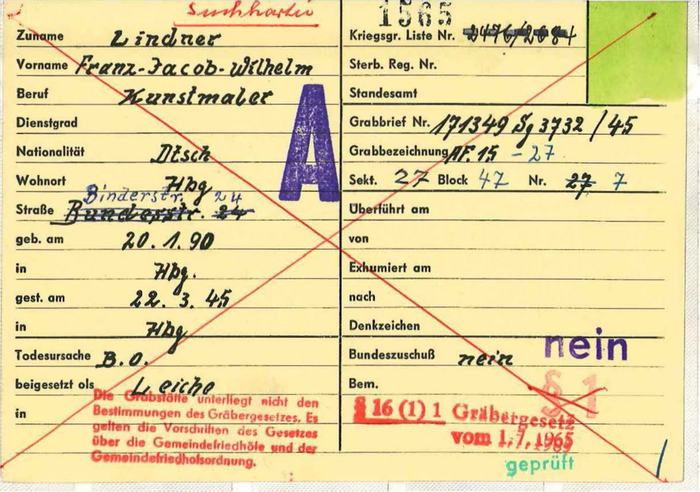 Suchkartei
1565
Zuname Lindner
Vorname Franz-Jacob-Wilhelm
Beruf Kunstmaler
Dienstgrad
Nationalität Dtsch
Wohnort Hbg
Binderstr. 24
Straße Bundesstr. 24
geb. am 20.1.90
in Hbg.
gest. am 22.3.45
in Hbg
Todesursache B.O.
beigesetzt als Leiche
in
Die Grabstätte unterliegt nicht den
Bestimmungen des Gräbergesetzes. Es
gelten die Vorschriften des Gesetzes
über die Gemeindefriedhöfe und der
Gemeindefriedhofsordnung.
A
Kriegsgr. Liste Nr.
Sterb. Reg. Nr.
Standesamt
Grabbrief Nr. 171349 Sg 3732/45
Grabbezeichnung AF.15 -27
Sekt. 27 Block 47 Nr. 27 7
Überführt am
von
Exhumiert am
nach
Denkzeichen
nein
Bundeszuschuß nein
Bem. § 1
§ 16 (1) 1 Gräbergesetz
vom 1.7.1965
geprüft